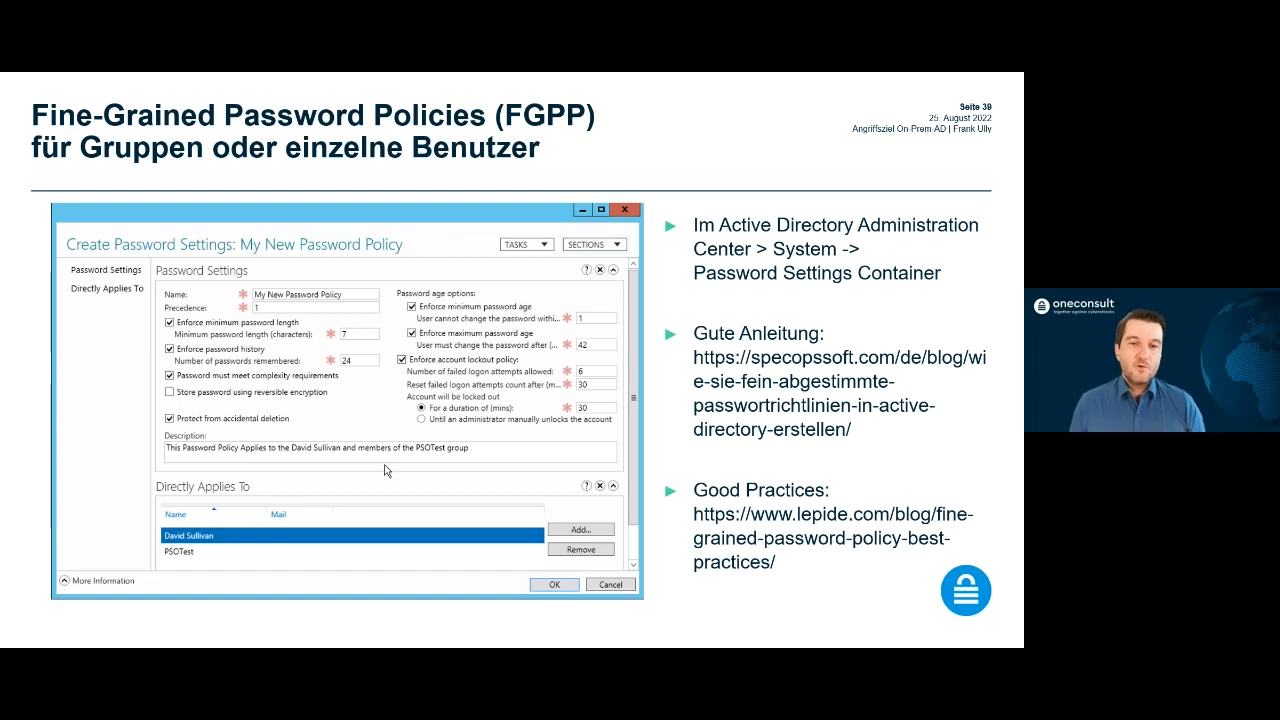 Fine-Grained Password Policies (FGPP)
für Gruppen oder einzelne Benutzer
Seite 39
25. August 2022
Angriffsziel On-Prem-AD | Frank Ully
Create Password Settings: My New Password Policy
TASKS
SECTIONS
Password Settings
Directly Applies To
Password Settings
Name:
My New Password Policy
Precedence:
1
Enforce minimum password length
Minimum password length (characters):
7
Enforce password history
Number of passwords remembered:
24
Password must meet complexity requirements
Store password using reversible encryption
Protect from accidental deletion
Password age options:
Enforce minimum password age
User cannot change the password withi...
1
Enforce maximum password age
User must change the password after (...
42
Enforce account lockout policy:
Number of failed logon attempts allowed:
6
Reset failed logon attempts count after (m...
30
Account will be locked out
For a duration of (mins):
30
Until an administrator manually unlocks the account
Description:
This Password Policy Applies to the David Sullivan and members of the PSOTest group
Directly Applies To
Name
Mail
David Sullivan
PSOTest
Add...
Remove
More Information
OK
Cancel
Im Active Directory Administration
Center > System ->
Password Settings Container
Gute Anleitung:
https://specopssoft.com/de/blog/wi
e-sie-fein-abgestimmte-
passwortrichtlinien-in-active-
directory-erstellen/
Good Practices:
https://www.lepide.com/blog/fine-
grained-password-policy-best-
practices/
oneconsult
together against cyberattacks